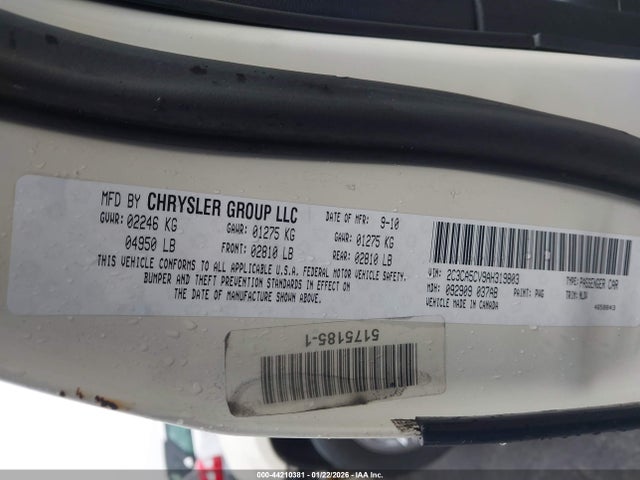 MFD BY CHRYSLER GROUP LLC
DATE OF MFR: 9-10
GVWR: 02246 KG
04950 LB
GAWR: 01275 KG
FRONT: 02810 LB
GAWR: 01275 KG
REAR: 02810 LB
THIS VEHICLE CONFORMS TO ALL APPLICABLE U.S.A. FEDERAL MOTOR VEHICLE SAFETY,
BUMPER AND THEFT PREVENTION STANDARDS IN EFFECT ON
THE DATE OF MANUFACTURE SHOWN ABOVE.
VIN: 2C3CA5CV9AH319803
TYPE: PASSENGER CAR
MDH: 092909 037AB
PAINT: PWG
TRIM: MLDV
VEHICLE MADE IN CANADA
5175185-1
000-44210381 - 01/22/2026 - IAA Inc.